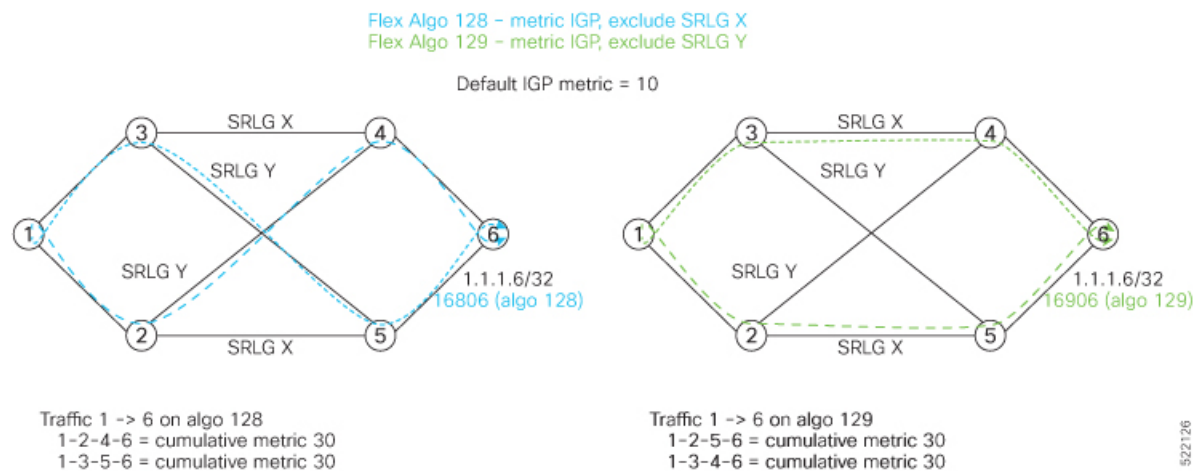 Flex Algo 128 – metric IGP, exclude SRLG X
Flex Algo 129 – metric IGP, exclude SRLG Y
Default IGP metric = 10
3
SRLG X
4
SRLG Y
1
6
SRLG Y
1.1.1.6/32
16806 (algo 128)
2
SRLG X
5
3
SRLG X
4
SRLG Y
1
6
SRLG Y
1.1.1.6/32
16906 (algo 129)
2
SRLG X
5
Traffic 1 -> 6 on algo 128
1-2-4-6 = cumulative metric 30
1-3-5-6 = cumulative metric 30
Traffic 1 -> 6 on algo 129
1-2-5-6 = cumulative metric 30
1-3-4-6 = cumulative metric 30
522126